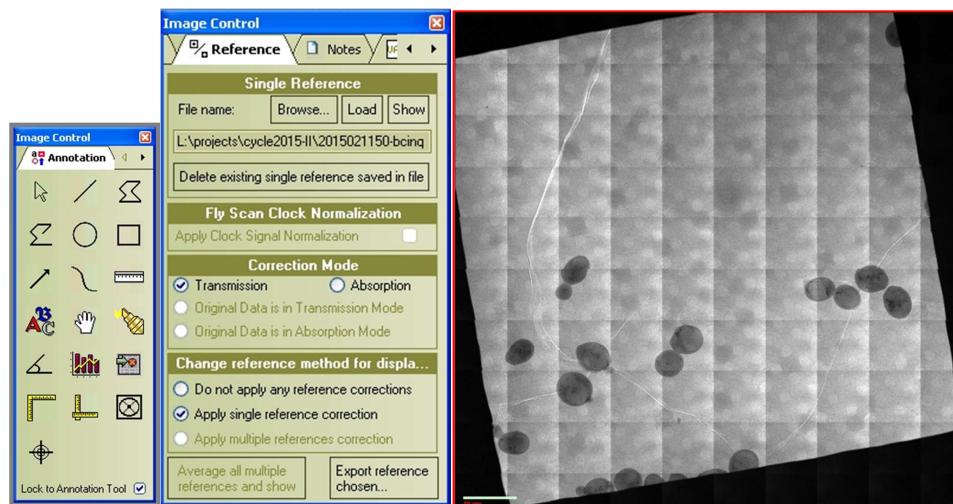 Image Control
Annotation
Lock to Annotation Tool
Image Control
Reference
Notes
Single Reference
File name:
Browse...
Load
Show
L:\projects\cycle2015-II\2015021150-bcinq
Delete existing single reference saved in file
Fly Scan Clock Normalization
Apply Clock Signal Normalization
Correction Mode
Transmission
Absorption
Original Data is in Transmission Mode
Original Data is in Absorption Mode
Change reference method for displa...
Do not apply any reference corrections
Apply single reference correction
Apply multiple references correction
Average all multiple
references and show
Export reference
chosen...